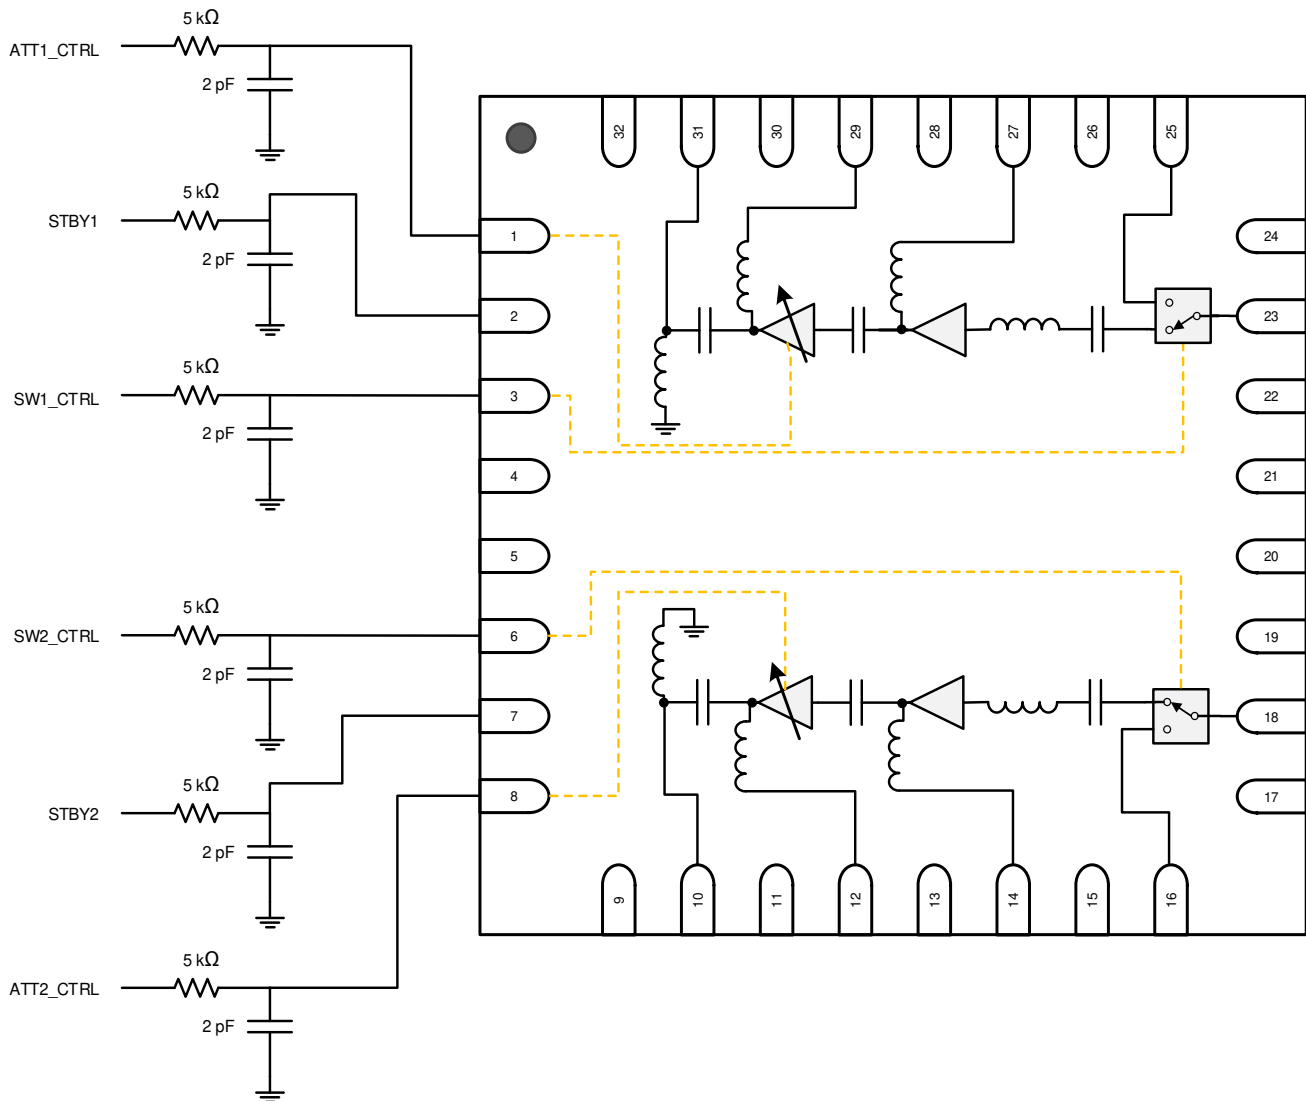 5 kΩ
ATT1_CTRL
2 pF
5 kΩ
STBY1
2 pF
5 kΩ
SW1_CTRL
2 pF
5 kΩ
SW2_CTRL
2 pF
5 kΩ
STBY2
2 pF
5 kΩ
ATT2_CTRL
2 pF
32 31 30 29 28 27 26 25
1
2
3
4
5
6
7
8
24
23
22
21
20
19
18
17
9 10 11 12 13 14 15 16